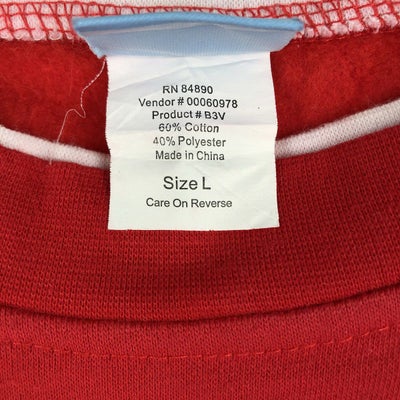 RN 84890
Vendor # 00060978
Product # B3V
60% Cotton
40% Polyester
Made in China
Size L
Care On Reverse